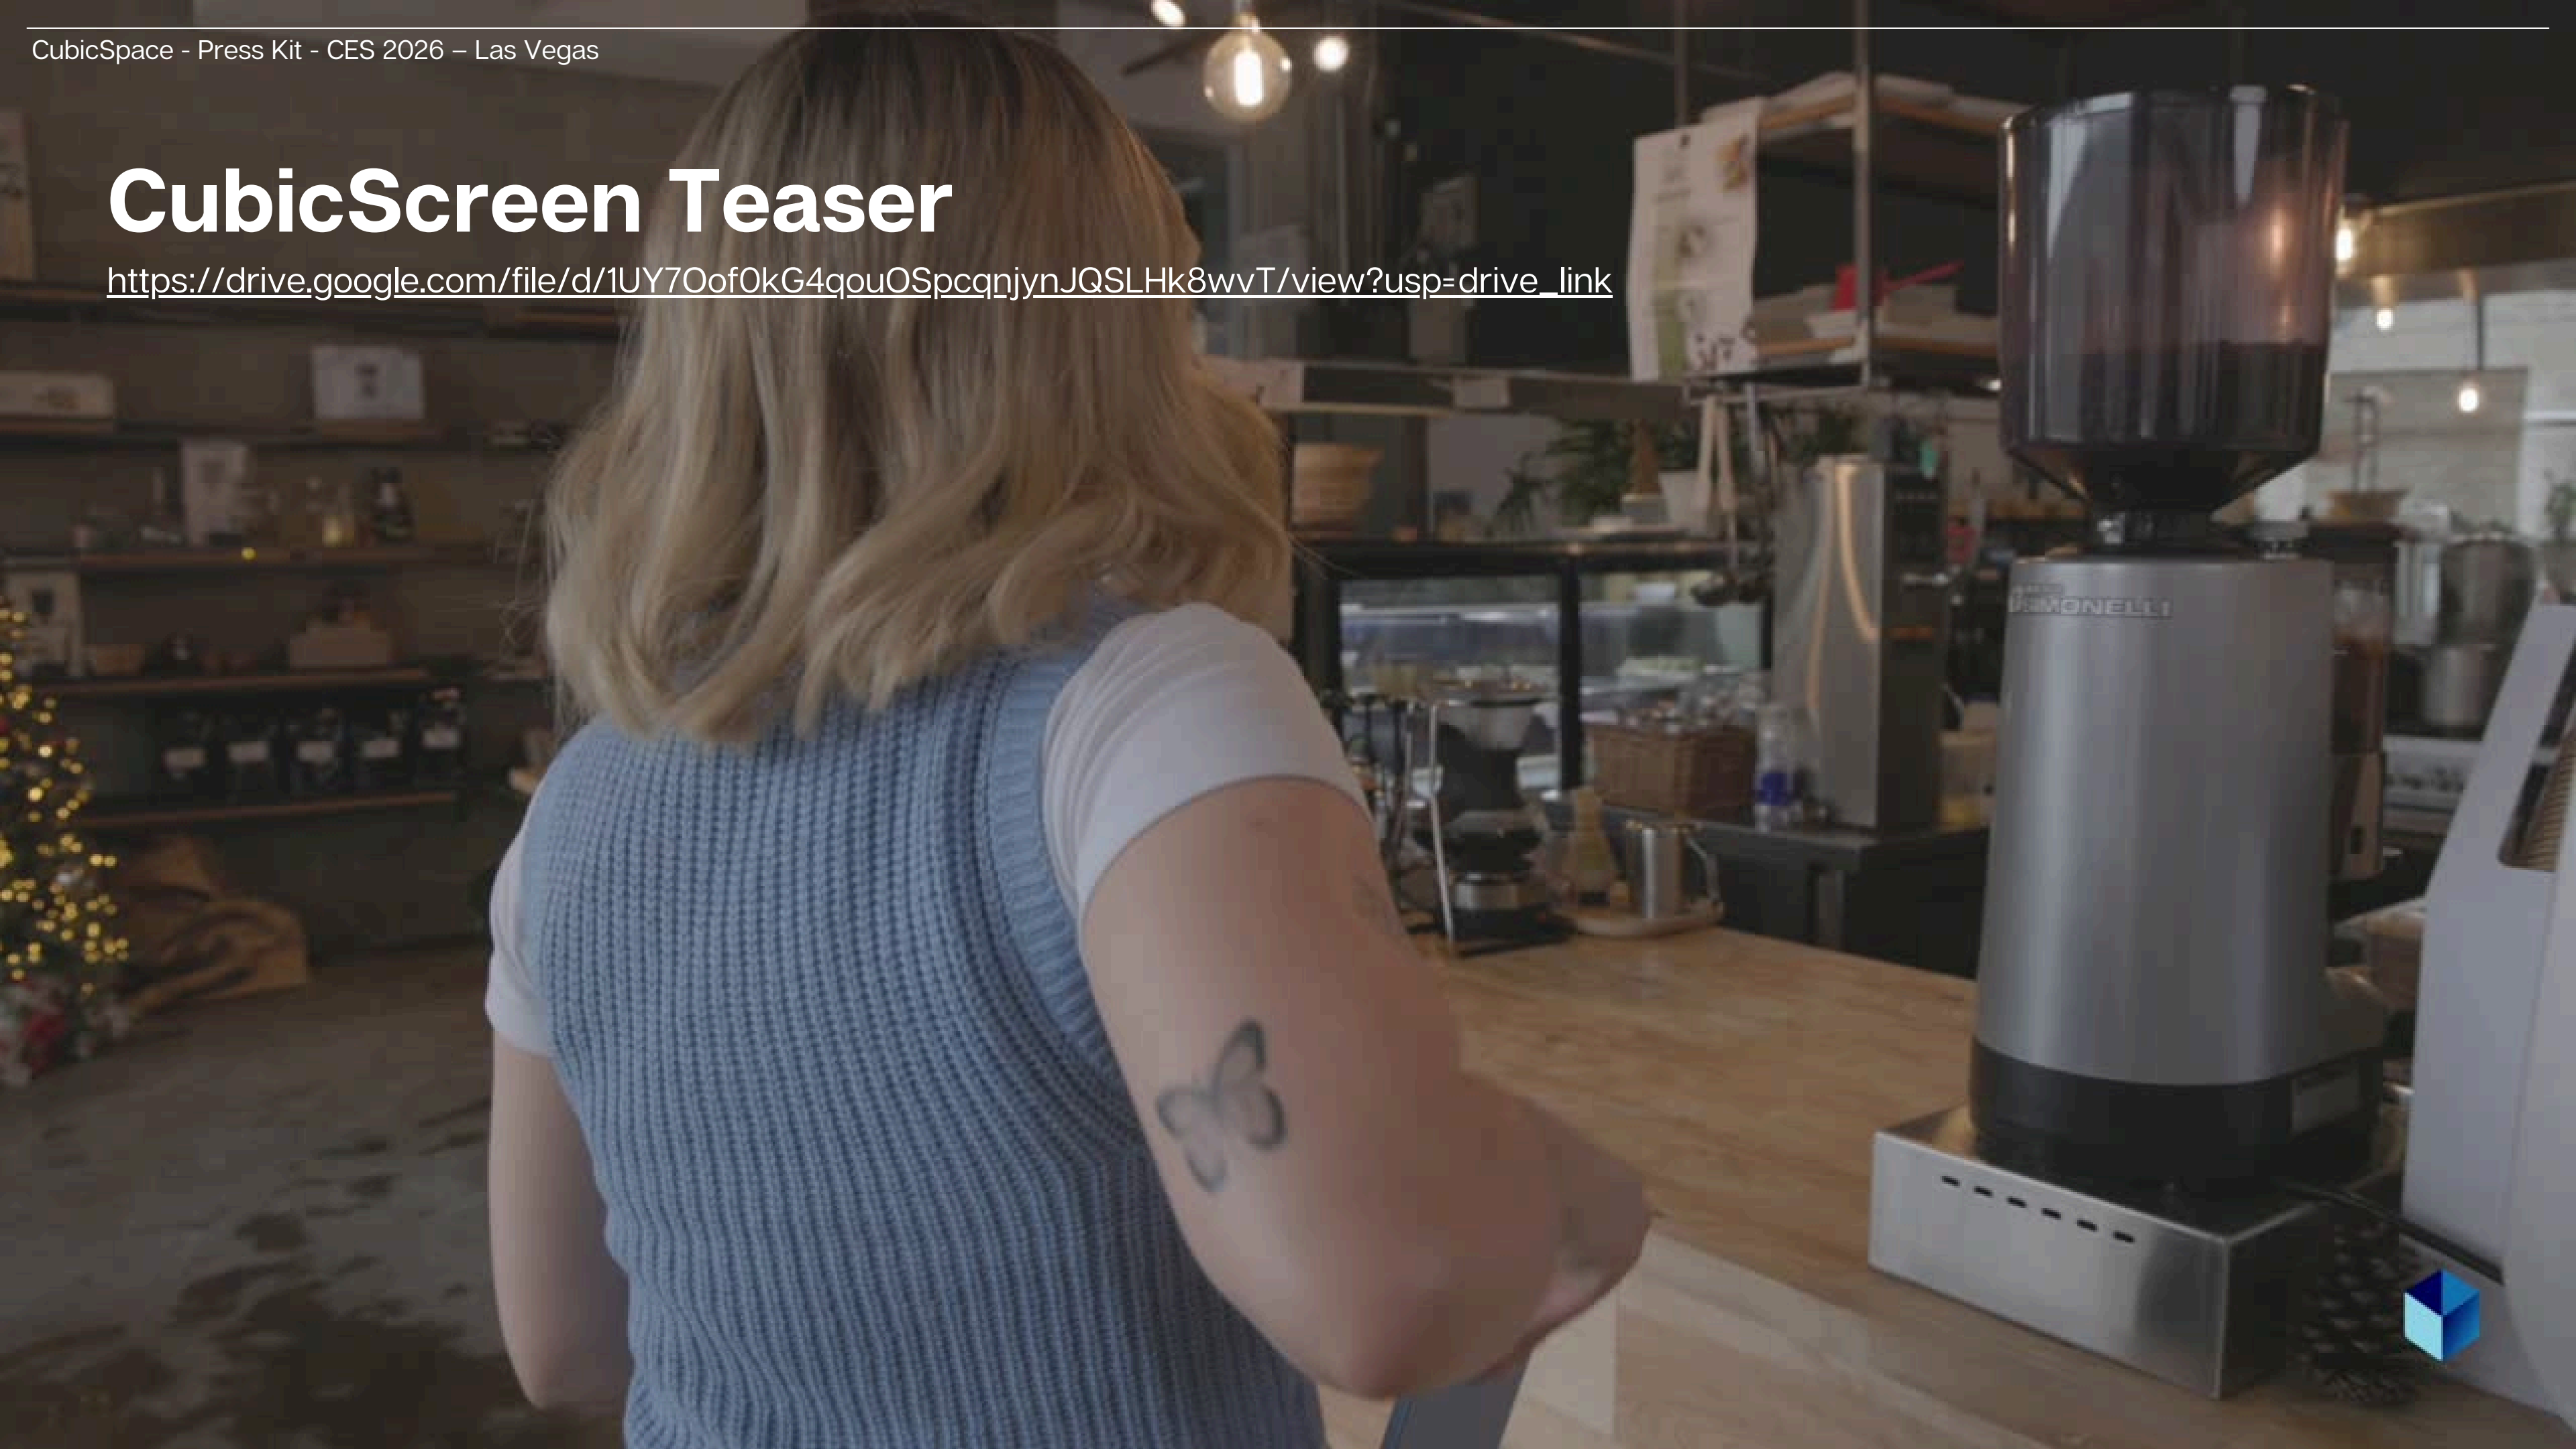 CubicSpace - Press Kit - CES 2026 – Las Vegas
CubicScreen Teaser
https://drive.google.com/file/d/1UY7Oof0kG4qouOSpcqnjynJQSLHk8wvT/view?usp=drive_link
SIMONELLI